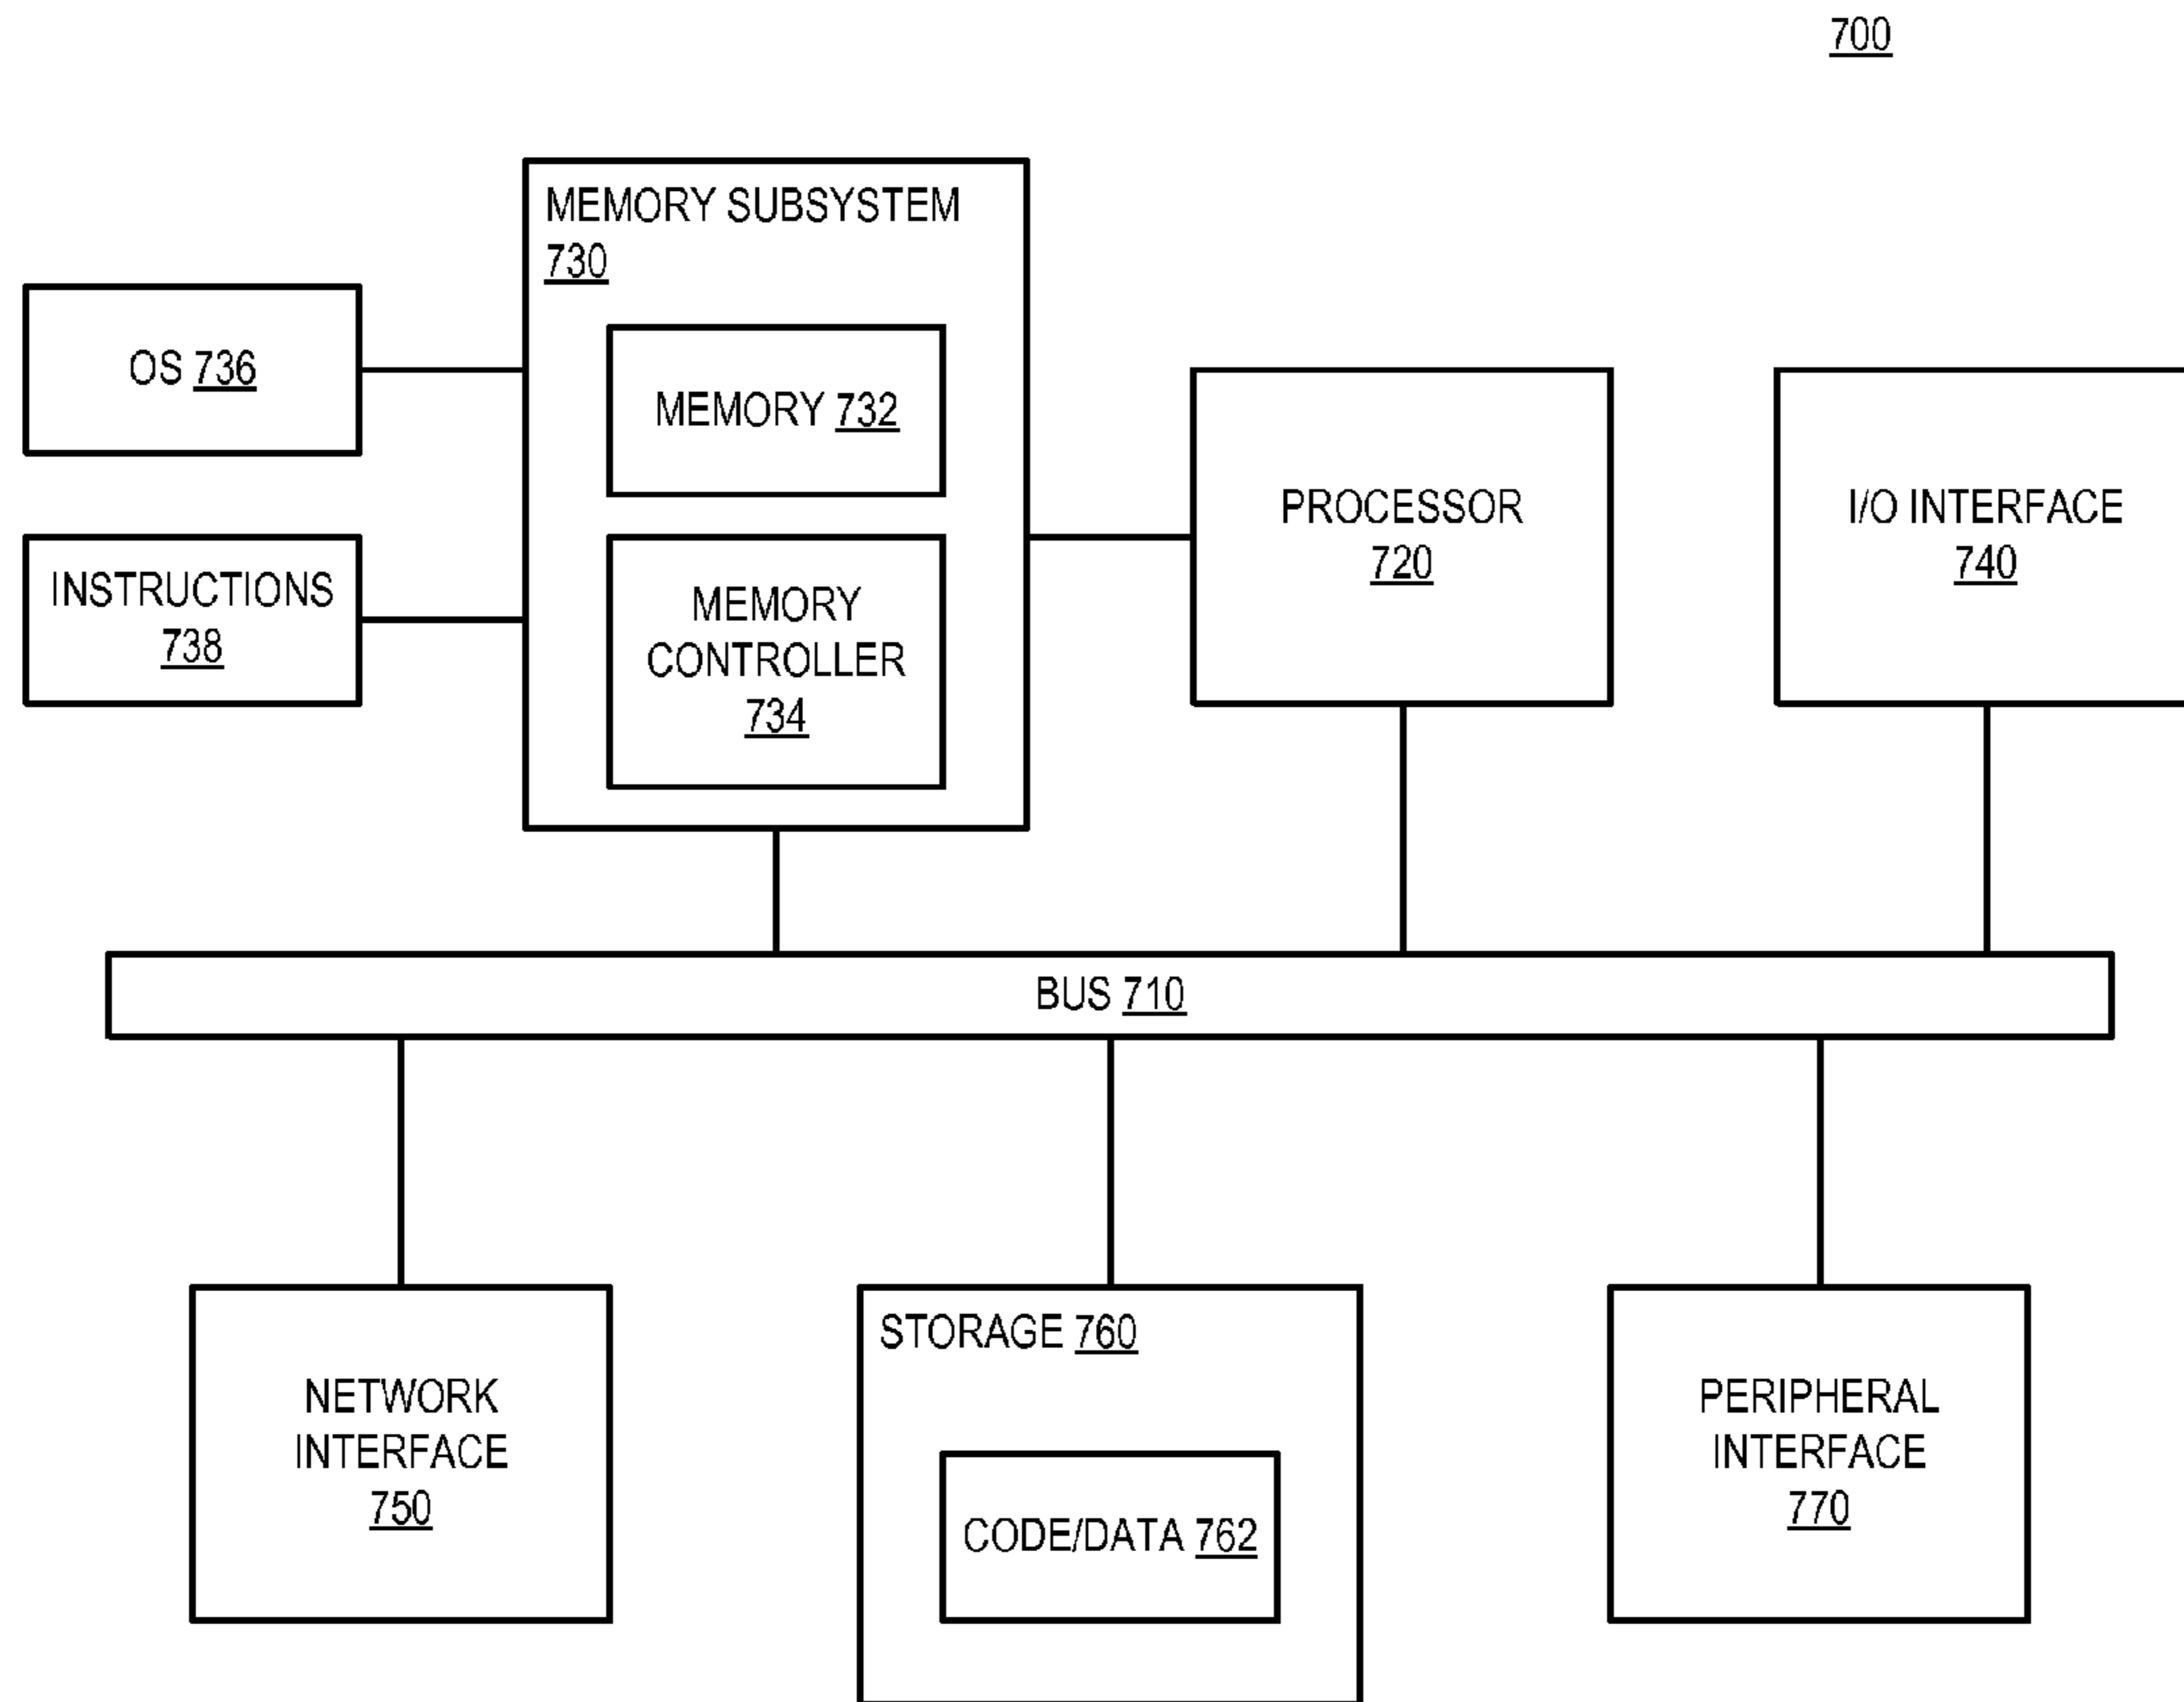 700
MEMORY SUBSYSTEM
730
OS 736
MEMORY 732
INSTRUCTIONS
738
MEMORY
CONTROLLER
734
PROCESSOR
720
I/O INTERFACE
740
BUS 710
NETWORK
INTERFACE
750
STORAGE 760
CODE/DATA 762
PERIPHERAL
INTERFACE
770